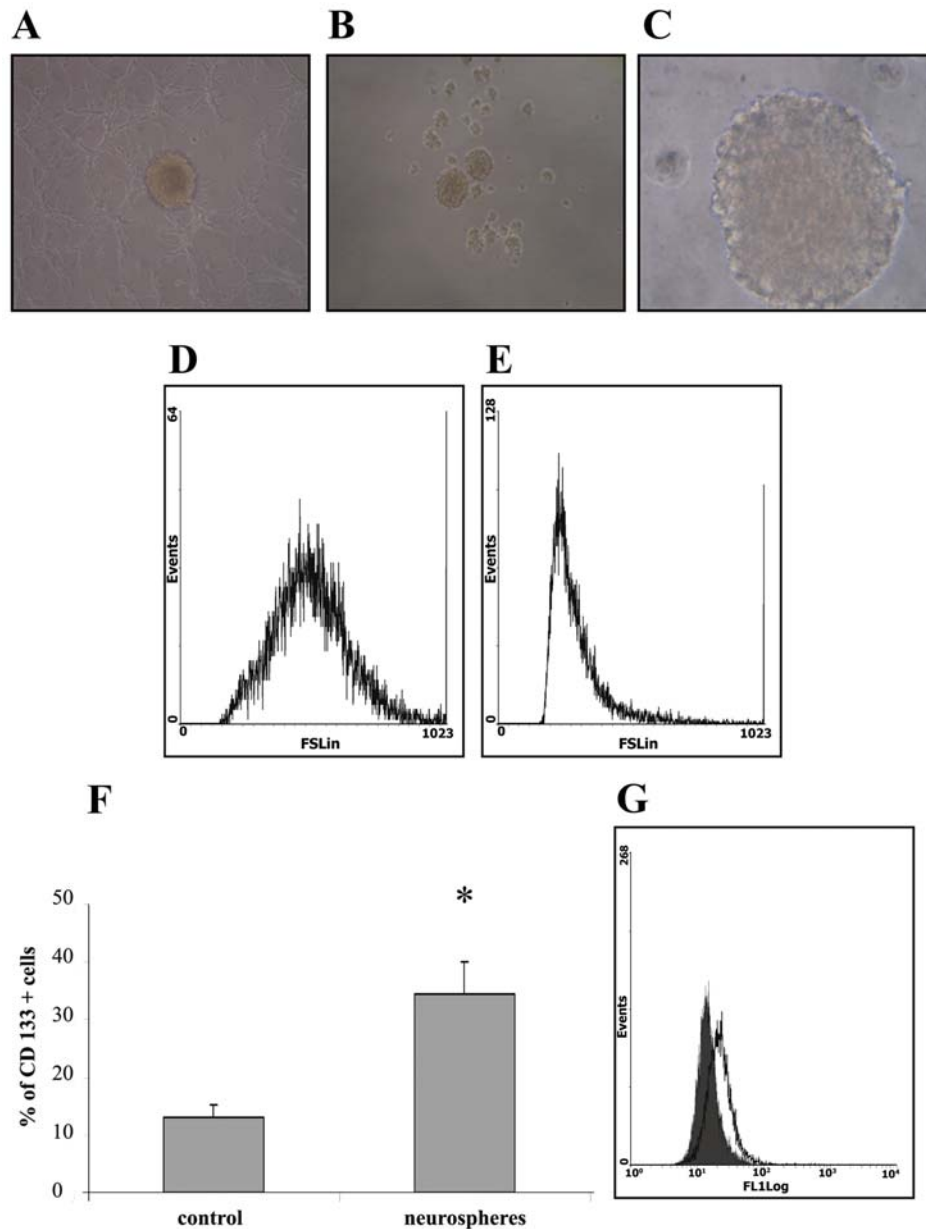 A
B
C
D
E
64
Events
0
0
1023
FSLin
128
Events
0
0
1023
FSLin
F
G
50
40
30
20
10
0
% of CD 133 + cells
*
control
neurospheres
268
Events
0
10⁰
10¹
10²
10³
10⁴
FL1Log